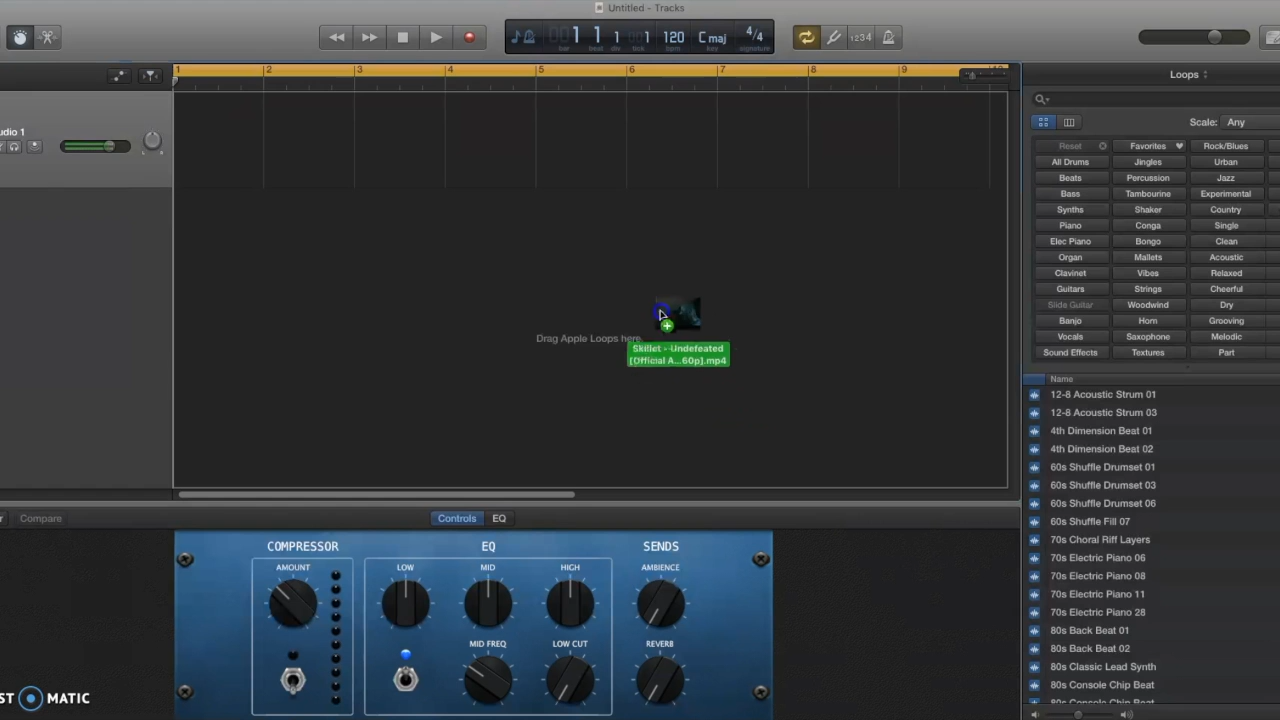 Untitled - Tracks
1 1 1 1 120 C maj 4/4
bar beat div tick bpm key signature
1234
1 2 3 4 5 6 7 8 9
Loops
udio 1
Scale: Any
Reset Favorites Rock/Blues
All Drums Jingles Urban
Beats Percussion Jazz
Bass Tambourine Experimental
Synths Shaker Country
Piano Conga Single
Elec Piano Bongo Clean
Organ Mallets Acoustic
Clavinet Vibes Relaxed
Guitars Strings Cheerful
Slide Guitar Woodwind Dry
Banjo Horn Grooving
Vocals Saxophone Melodic
Sound Effects Textures Part
Drag Apple Loops here.
Skillet - Undefeated
[Official A...60p].mp4
Name
12-8 Acoustic Strum 01
12-8 Acoustic Strum 03
4th Dimension Beat 01
4th Dimension Beat 02
60s Shuffle Drumset 01
60s Shuffle Drumset 03
60s Shuffle Drumset 06
60s Shuffle Fill 07
70s Choral Riff Layers
70s Electric Piano 06
70s Electric Piano 08
70s Electric Piano 11
70s Electric Piano 28
80s Back Beat 01
80s Back Beat 02
80s Classic Lead Synth
80s Console Chip Beat
80s Console Chip Beat
r Compare
Controls EQ
COMPRESSOR EQ SENDS
AMOUNT LOW MID HIGH AMBIENCE
MID FREQ LOW CUT REVERB
ST MATIC